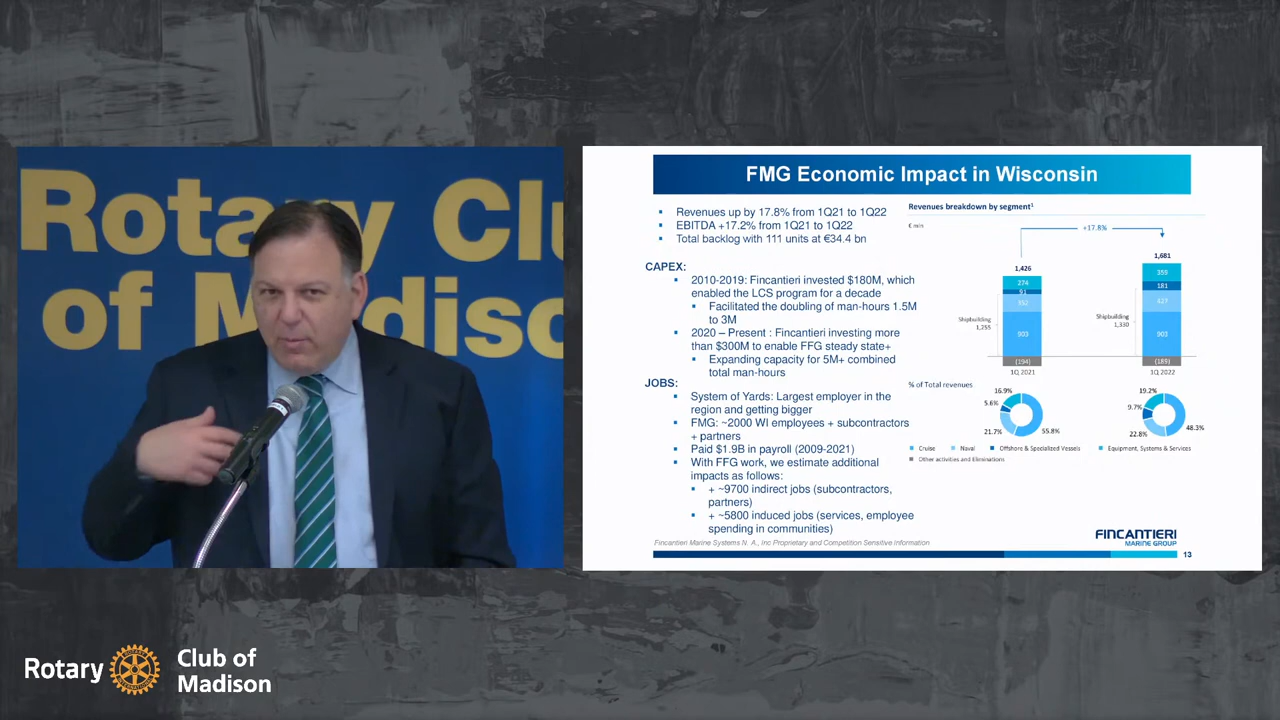 Rotary Clu
of Madiso
FMG Economic Impact in Wisconsin
Revenues up by 17.8% from 1Q21 to 1Q22
EBITDA +17.2% from 1Q21 to 1Q22
Total backlog with 111 units at €34.4 bn
CAPEX:
2010-2019: Fincantieri invested $180M, which
enabled the LCS program for a decade
Facilitated the doubling of man-hours 1.5M
to 3M
2020 – Present : Fincantieri investing more
than $300M to enable FFG steady state+
Expanding capacity for 5M+ combined
total man-hours
JOBS:
System of Yards: Largest employer in the
region and getting bigger
FMG: ~2000 WI employees + subcontractors
+ partners
Paid $1.9B in payroll (2009-2021)
With FFG work, we estimate additional
impacts as follows:
+ ~9700 indirect jobs (subcontractors,
partners)
+ ~5800 induced jobs (services, employee
spending in communities)
Revenues breakdown by segment¹
€ mln
+17.8%
1,426
274
91
352
903
Shipbuilding
1,255
(194)
1Q 2021
1,681
359
181
427
903
Shipbuilding
1,330
(189)
1Q 2022
% of Total revenues
16.9%
5.6%
21.7%
55.8%
19.2%
9.7%
22.8%
48.3%
Cruise Naval Offshore & Specialized Vessels Equipment, Systems & Services
Other activities and Eliminations
Fincantieri Marine Systems N. A., Inc Proprietary and Competition Sensitive Information
FINCANTIERI
MARINE GROUP
13
Rotary
Club of
Madison